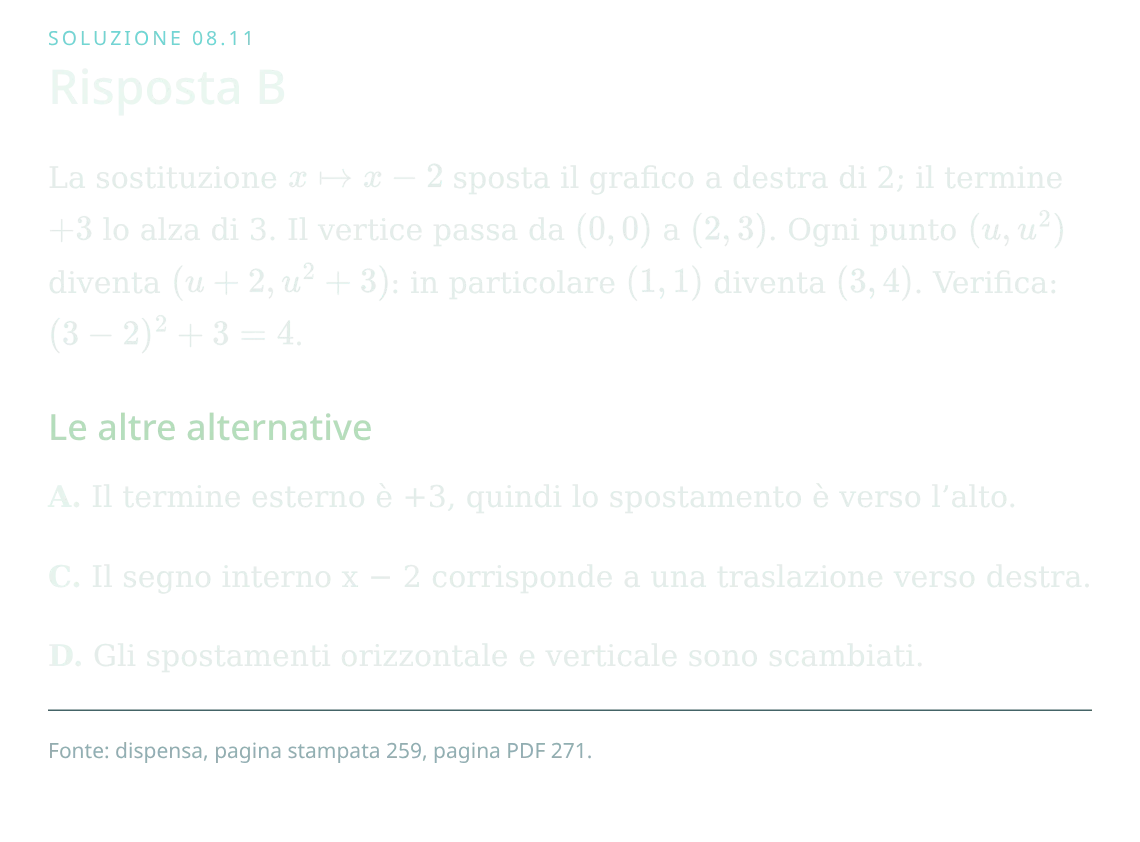 SOLUZIONE 08.11
Risposta B
La sostituzione x ↦ x − 2 sposta il grafico a destra di 2; il termine
+3 lo alza di 3. Il vertice passa da (0, 0) a (2, 3). Ogni punto (u, u²)
diventa (u + 2, u² + 3): in particolare (1, 1) diventa (3, 4). Verifica:
(3 − 2)² + 3 = 4.
Le altre alternative
A. Il termine esterno è +3, quindi lo spostamento è verso l’alto.
C. Il segno interno x − 2 corrisponde a una traslazione verso destra.
D. Gli spostamenti orizzontale e verticale sono scambiati.
Fonte: dispensa, pagina stampata 259, pagina PDF 271.